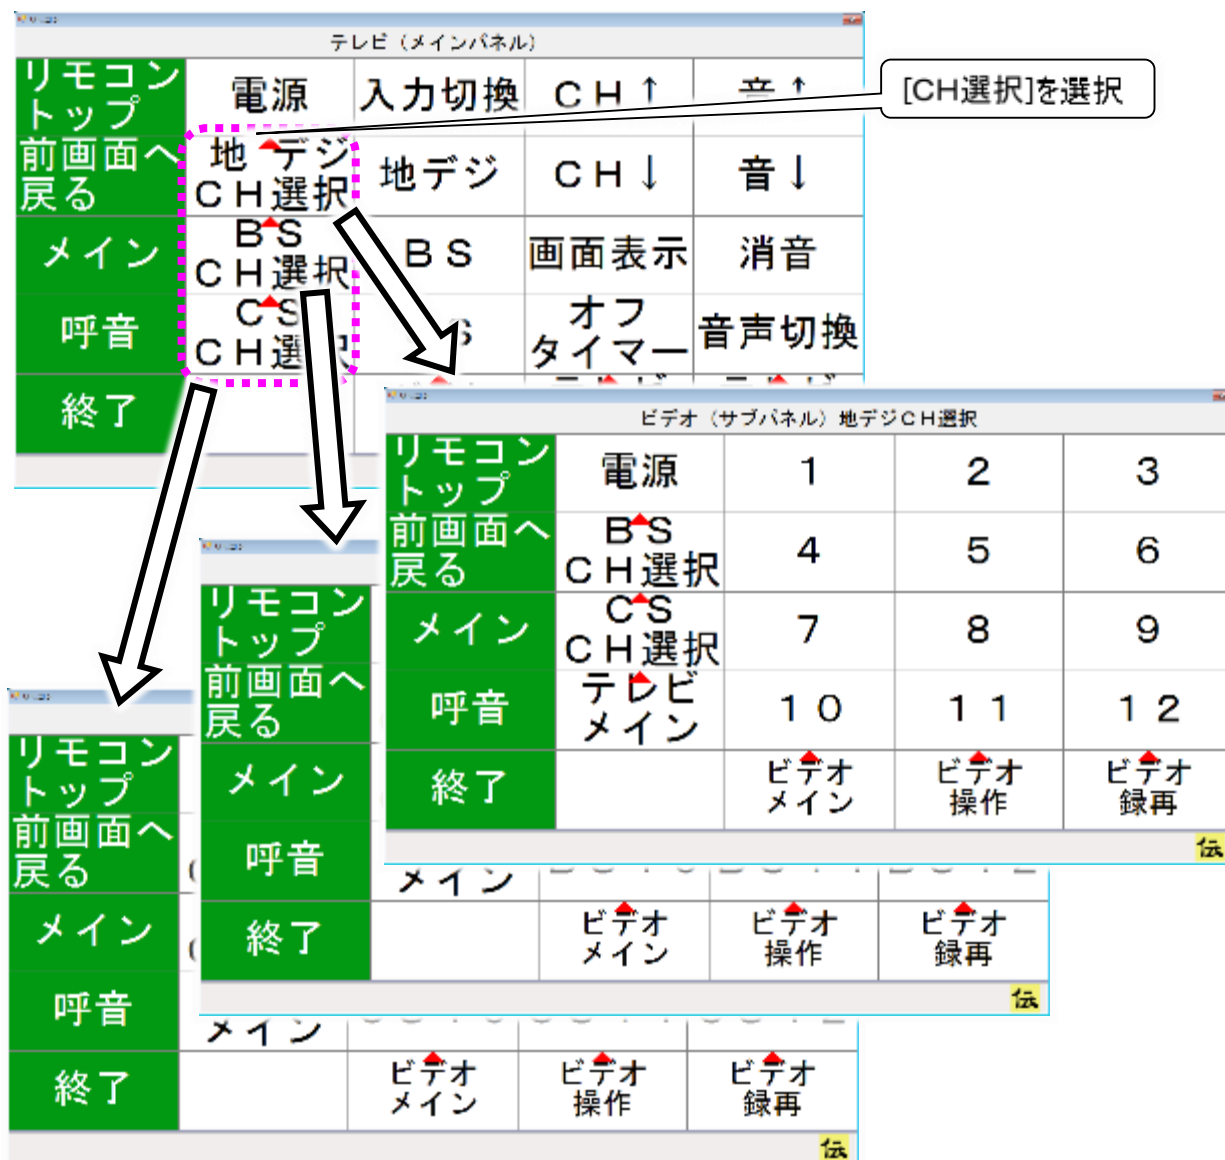 テレビ（メインパネル）
リモコン
トップ
電源
入力切換
ＣＨ↑
音↑
[CH選択]を選択
前画面へ
戻る
地 デジ
ＣＨ選択
地デジ
ＣＨ↓
音↓
メイン
ＢＳ
ＣＨ選択
ＢＳ
画面表示
消音
呼音
ＣＳ
ＣＨ選択
オフ
タイマー
音声切換
終了
ビデオ（サブパネル）地デジＣＨ選択
リモコン
トップ
電源
1
2
3
前画面へ
戻る
ＢＳ
ＣＨ選択
4
5
6
メイン
ＣＳ
ＣＨ選択
7
8
9
呼音
テレビ
メイン
１０
１１
１２
終了
ビデオ
メイン
ビデオ
操作
ビデオ
録再
伝
リモコン
トップ
前画面へ
戻る
メイン
呼音
メイン
終了
ビデオ
メイン
ビデオ
操作
ビデオ
録再
伝
リモコン
トップ
前画面へ
戻る
メイン
呼音
メイン
終了
ビデオ
メイン
ビデオ
操作
ビデオ
録再
伝